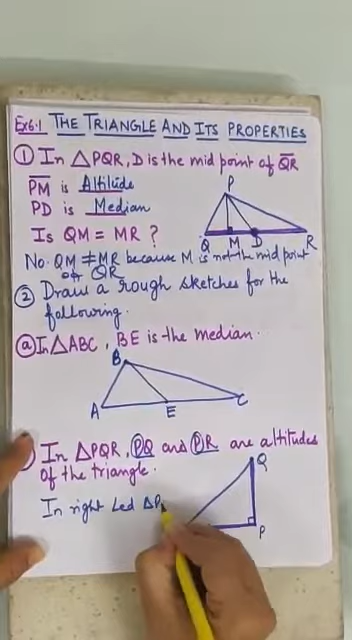 Ex6.1 THE TRIANGLE AND ITS PROPERTIES
① In △PQR, D is the mid point of QR
PM is Altitude
PD is Median
Is QM = MR ?
P
Q M D R
No. QM ≠ MR because M is not the mid point
of QR
② Draw a rough sketches for the
following.
ⓐ In △ABC, BE is the median.
B
A E C
In △PQR, PQ and PR are altitudes
of the triangle.
Q
In right Led △P
P